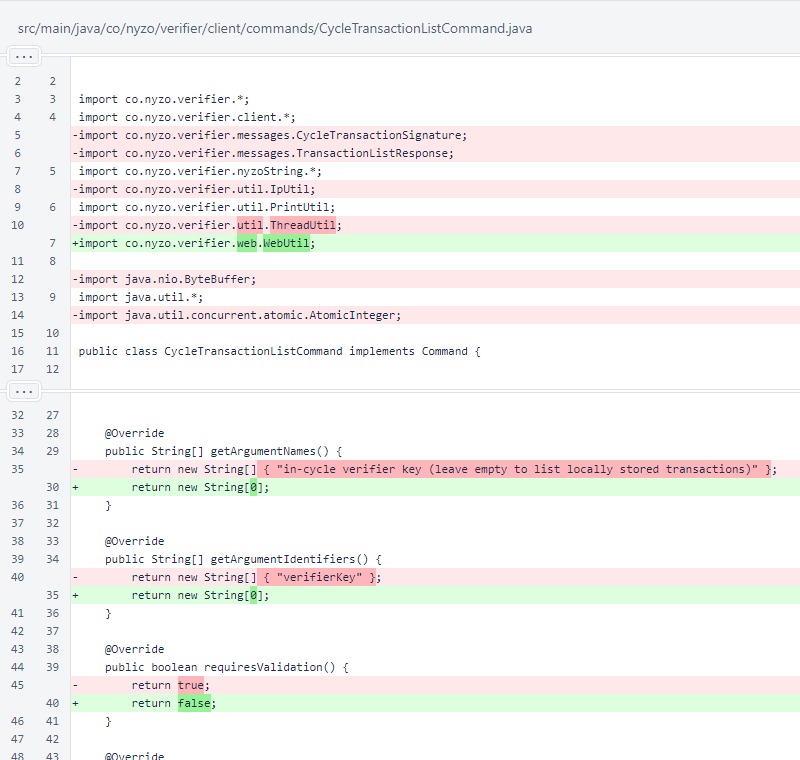 src/main/java/co/nyzo/verifier/client/commands/CycleTransactionListCommand.java
...
2 2
3 3 import co.nyzo.verifier.*;
4 4 import co.nyzo.verifier.client.*;
5 -import co.nyzo.verifier.messages.CycleTransactionSignature;
6 -import co.nyzo.verifier.messages.TransactionListResponse;
7 5 import co.nyzo.verifier.nyzoString.*;
8 -import co.nyzo.verifier.util.IpUtil;
9 6 import co.nyzo.verifier.util.PrintUtil;
10 -import co.nyzo.verifier.util.ThreadUtil;
7 +import co.nyzo.verifier.web.WebUtil;
11 8
12 -import java.nio.ByteBuffer;
13 9 import java.util.*;
14 -import java.util.concurrent.atomic.AtomicInteger;
15 10
16 11 public class CycleTransactionListCommand implements Command {
17 12
...
32 27
33 28 @Override
34 29 public String[] getArgumentNames() {
35 - return new String[] { "in-cycle verifier key (leave empty to list locally stored transactions)" };
30 + return new String[0];
36 31 }
37 32
38 33 @Override
39 34 public String[] getArgumentIdentifiers() {
40 - return new String[] { "verifierKey" };
35 + return new String[0];
41 36 }
42 37
43 38 @Override
44 39 public boolean requiresValidation() {
45 - return true;
40 + return false;
46 41 }
47 42
48 43 @Override